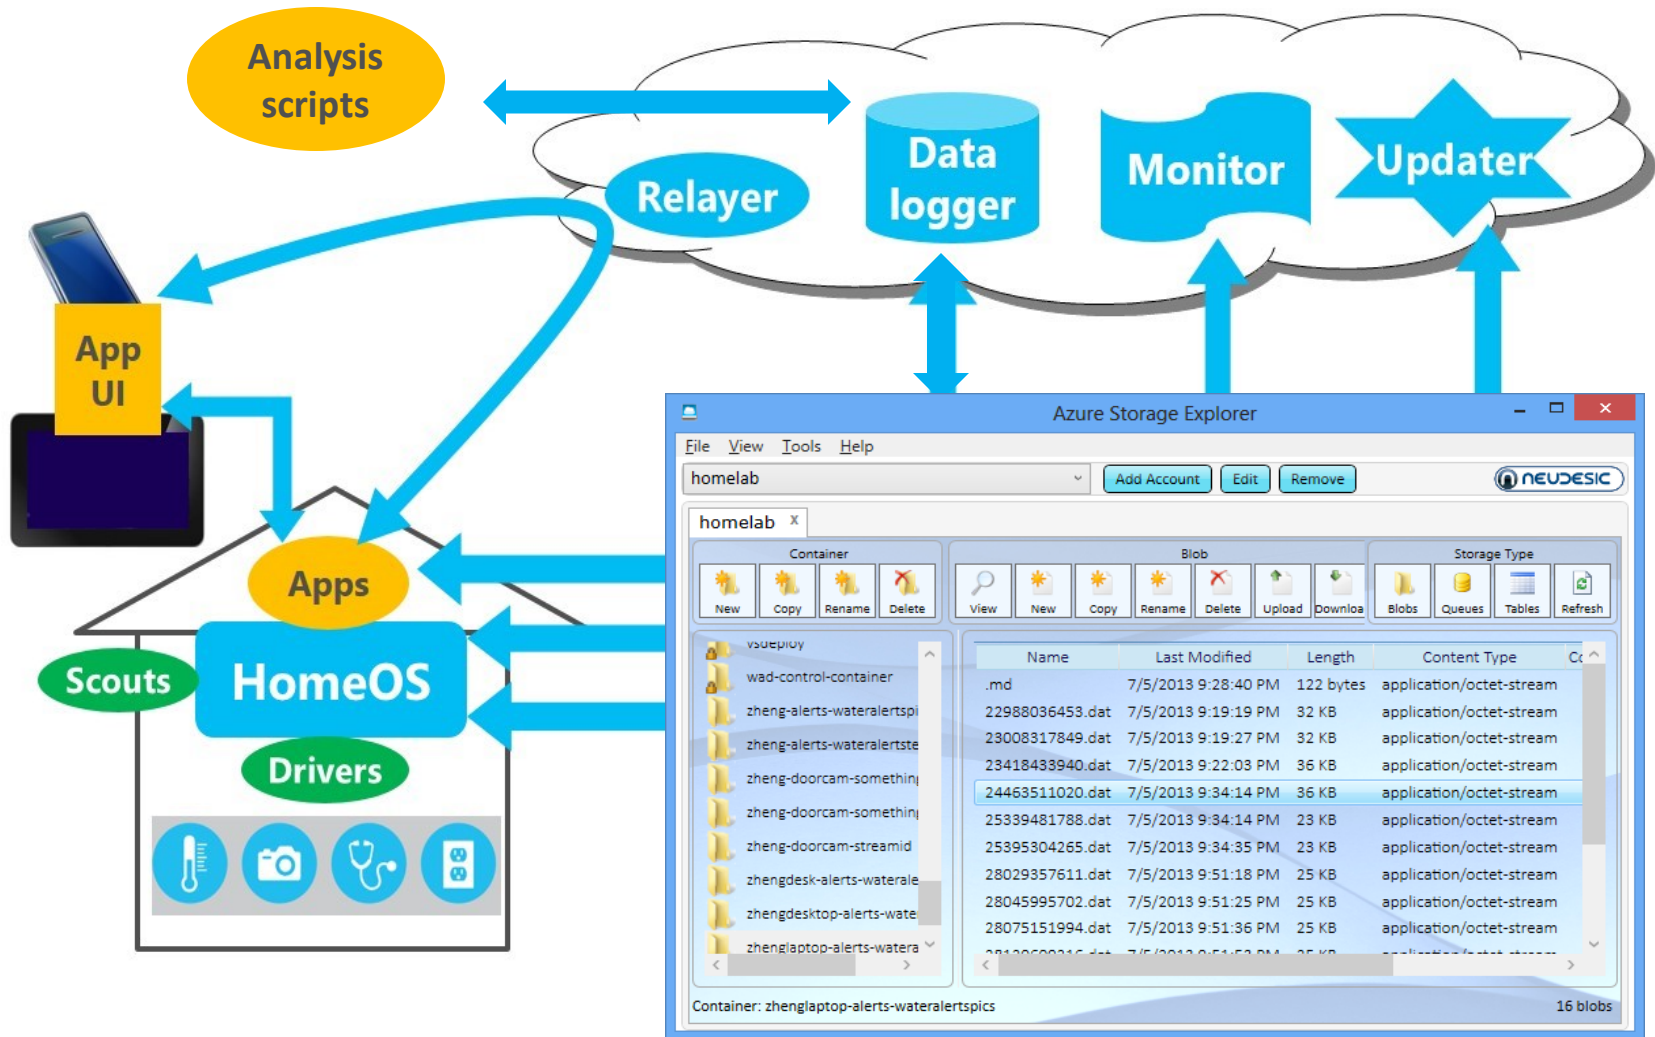 Analysis
scripts
Relayer
Data
logger
Monitor
Updater
App
UI
Apps
Scouts
HomeOS
Drivers
Azure Storage Explorer
File View Tools Help
homelab
Add Account Edit Remove
NEUDESIC
homelab x
Container Blob Storage Type
New Copy Rename Delete View New Copy Rename Delete Upload Downloa Blobs Queues Tables Refresh
vsdeploy
wad-control-container
zheng-alerts-wateralertspi
zheng-alerts-wateralertste
zheng-doorcam-something
zheng-doorcam-something
zheng-doorcam-streamid
zhengdesk-alerts-waterale
zhengdesktop-alerts-wate
zhenglaptop-alerts-watera
Name Last Modified Length Content Type
.md 7/5/2013 9:28:40 PM 122 bytes application/octet-stream
22988036453.dat 7/5/2013 9:19:19 PM 32 KB application/octet-stream
23008317849.dat 7/5/2013 9:19:27 PM 32 KB application/octet-stream
23418433940.dat 7/5/2013 9:22:03 PM 36 KB application/octet-stream
24463511020.dat 7/5/2013 9:34:14 PM 36 KB application/octet-stream
25339481788.dat 7/5/2013 9:34:14 PM 23 KB application/octet-stream
25395304265.dat 7/5/2013 9:34:35 PM 23 KB application/octet-stream
28029357611.dat 7/5/2013 9:51:18 PM 25 KB application/octet-stream
28045995702.dat 7/5/2013 9:51:25 PM 25 KB application/octet-stream
28075151994.dat 7/5/2013 9:51:36 PM 25 KB application/octet-stream
Container: zhenglaptop-alerts-wateralertspics 16 blobs